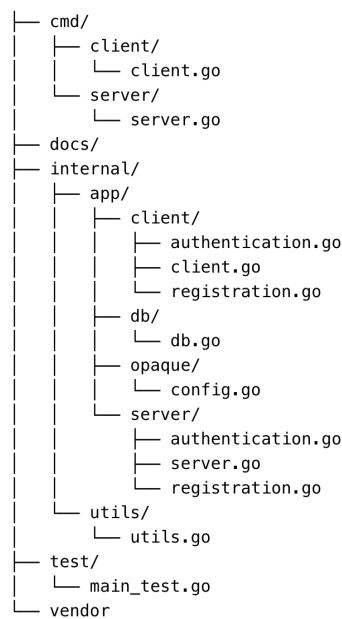 ├── cmd/
│   ├── client/
│   │   └── client.go
│   └── server/
│       └── server.go
├── docs/
├── internal/
│   ├── app/
│   │   ├── client/
│   │   │   ├── authentication.go
│   │   │   ├── client.go
│   │   │   └── registration.go
│   │   ├── db/
│   │   │   └── db.go
│   │   ├── opaque/
│   │   │   └── config.go
│   │   └── server/
│   │       ├── authentication.go
│   │       ├── server.go
│   │       └── registration.go
│   └── utils/
│       └── utils.go
├── test/
│   └── main_test.go
└── vendor